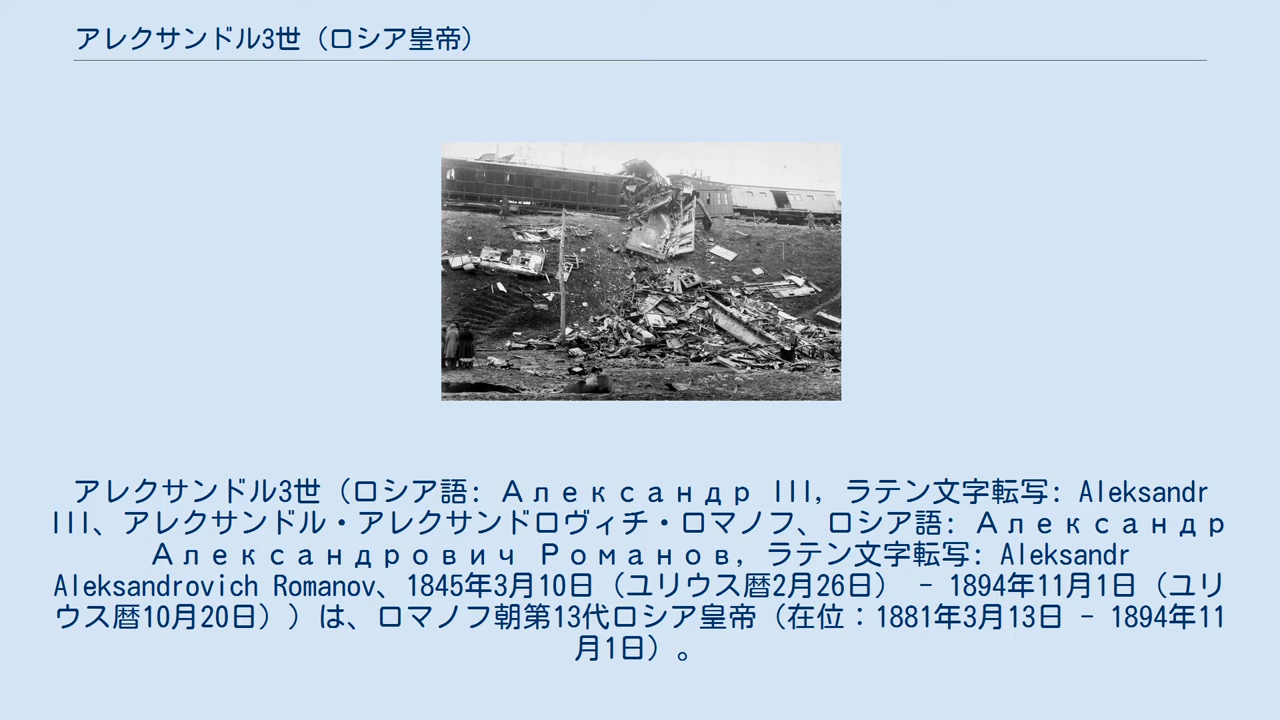 アレクサンドル3世（ロシア皇帝）
アレクサンドル3世（ロシア語: Александр III, ラテン文字転写: Aleksandr
III、アレクサンドル・アレクサンドロヴィチ・ロマノフ、ロシア語: Александр
Александрович Романов, ラテン文字転写: Aleksandr
Aleksandrovich Romanov、1845年3月10日（ユリウス暦2月26日） - 1894年11月1日（ユリ
ウス暦10月20日））は、ロマノフ朝第13代ロシア皇帝（在位：1881年3月13日 - 1894年11
月1日）。